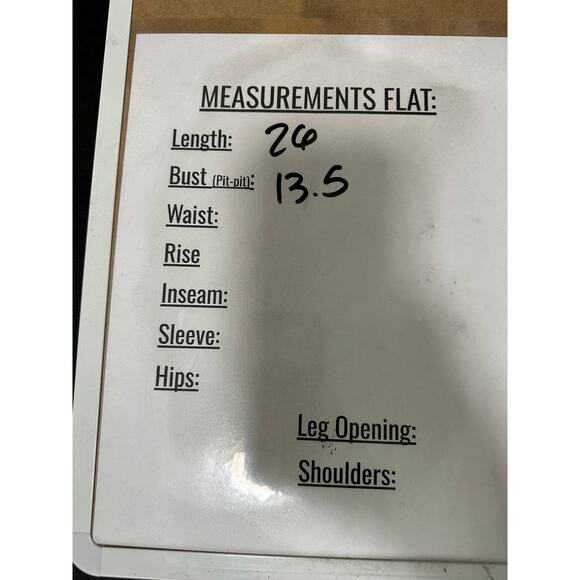 MEASUREMENTS FLAT:
Length: 26
Bust (Pit-pit): 13.5
Waist:
Rise
Inseam:
Sleeve:
Hips:
Leg Opening:
Shoulders: